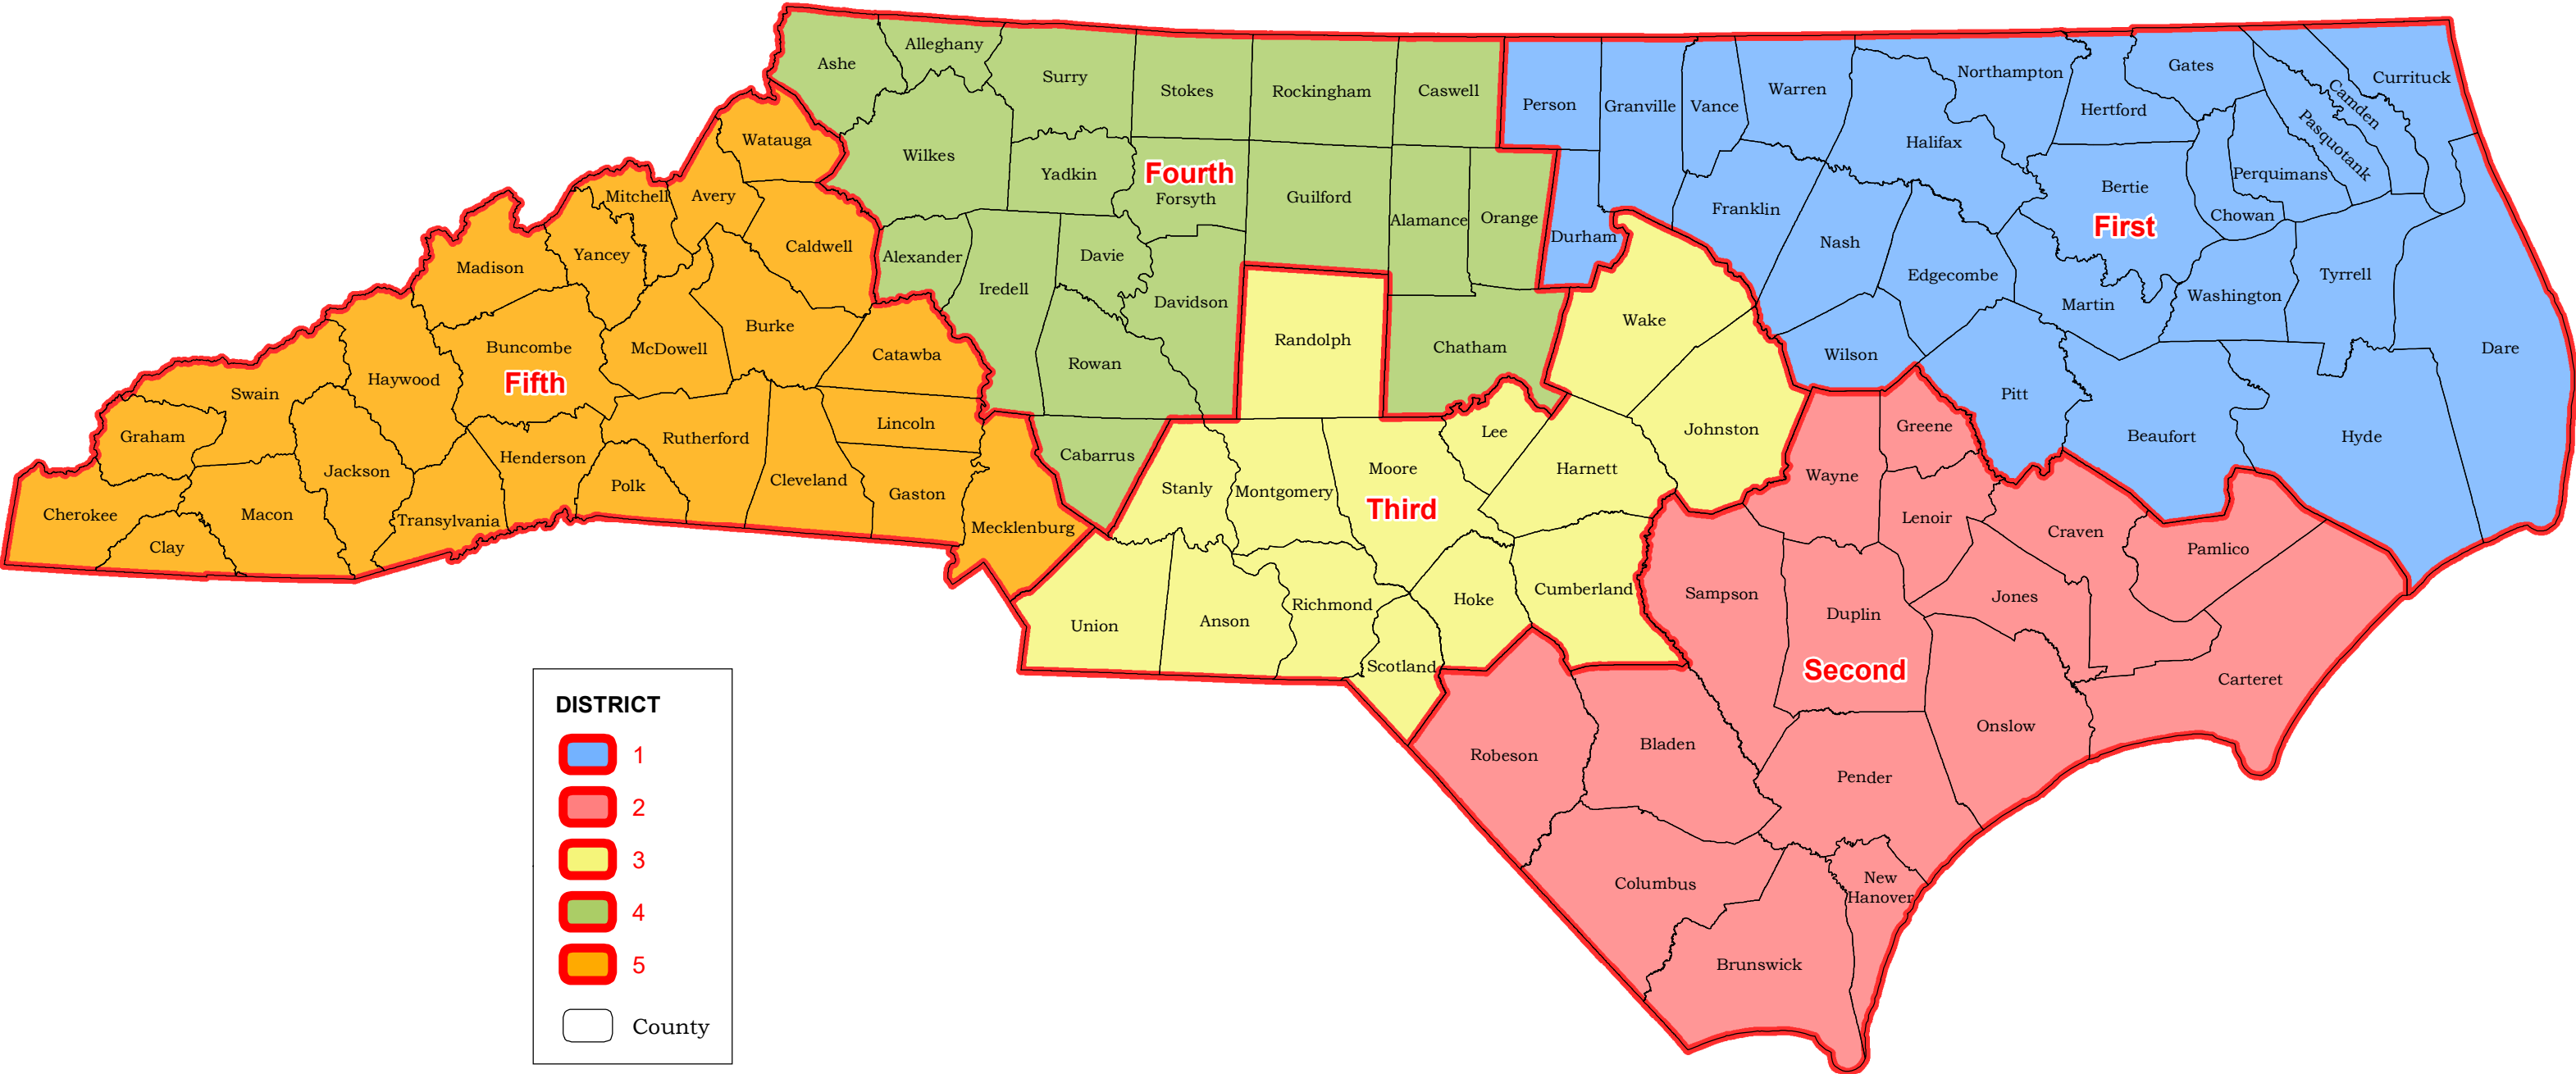 Alleghany
Ashe
Surry
Stokes
Rockingham
Caswell
Person
Granville
Vance
Warren
Northampton
Gates
Currituck
Camden
Pasquotank
Hertford
Halifax
Watauga
Wilkes
Yadkin
Fourth
Forsyth
Guilford
Alamance
Orange
Durham
Franklin
Nash
Edgecombe
Bertie
First
Perquimans
Chowan
Martin
Washington
Tyrrell
Dare
Mitchell
Avery
Yancey
Caldwell
Alexander
Iredell
Davie
Davidson
Madison
Buncombe
McDowell
Burke
Catawba
Rowan
Randolph
Chatham
Wake
Wilson
Pitt
Beaufort
Hyde
Swain
Haywood
Fifth
Graham
Jackson
Henderson
Rutherford
Lincoln
Cabarrus
Lee
Johnston
Greene
Cherokee
Clay
Macon
Transylvania
Polk
Cleveland
Gaston
Mecklenburg
Stanly
Montgomery
Moore
Third
Harnett
Wayne
Lenoir
Craven
Pamlico
Union
Anson
Richmond
Scotland
Hoke
Cumberland
Sampson
Duplin
Second
Jones
Carteret
Onslow
Robeson
Bladen
Pender
Columbus
New
Hanover
Brunswick
DISTRICT
1
2
3
4
5
County